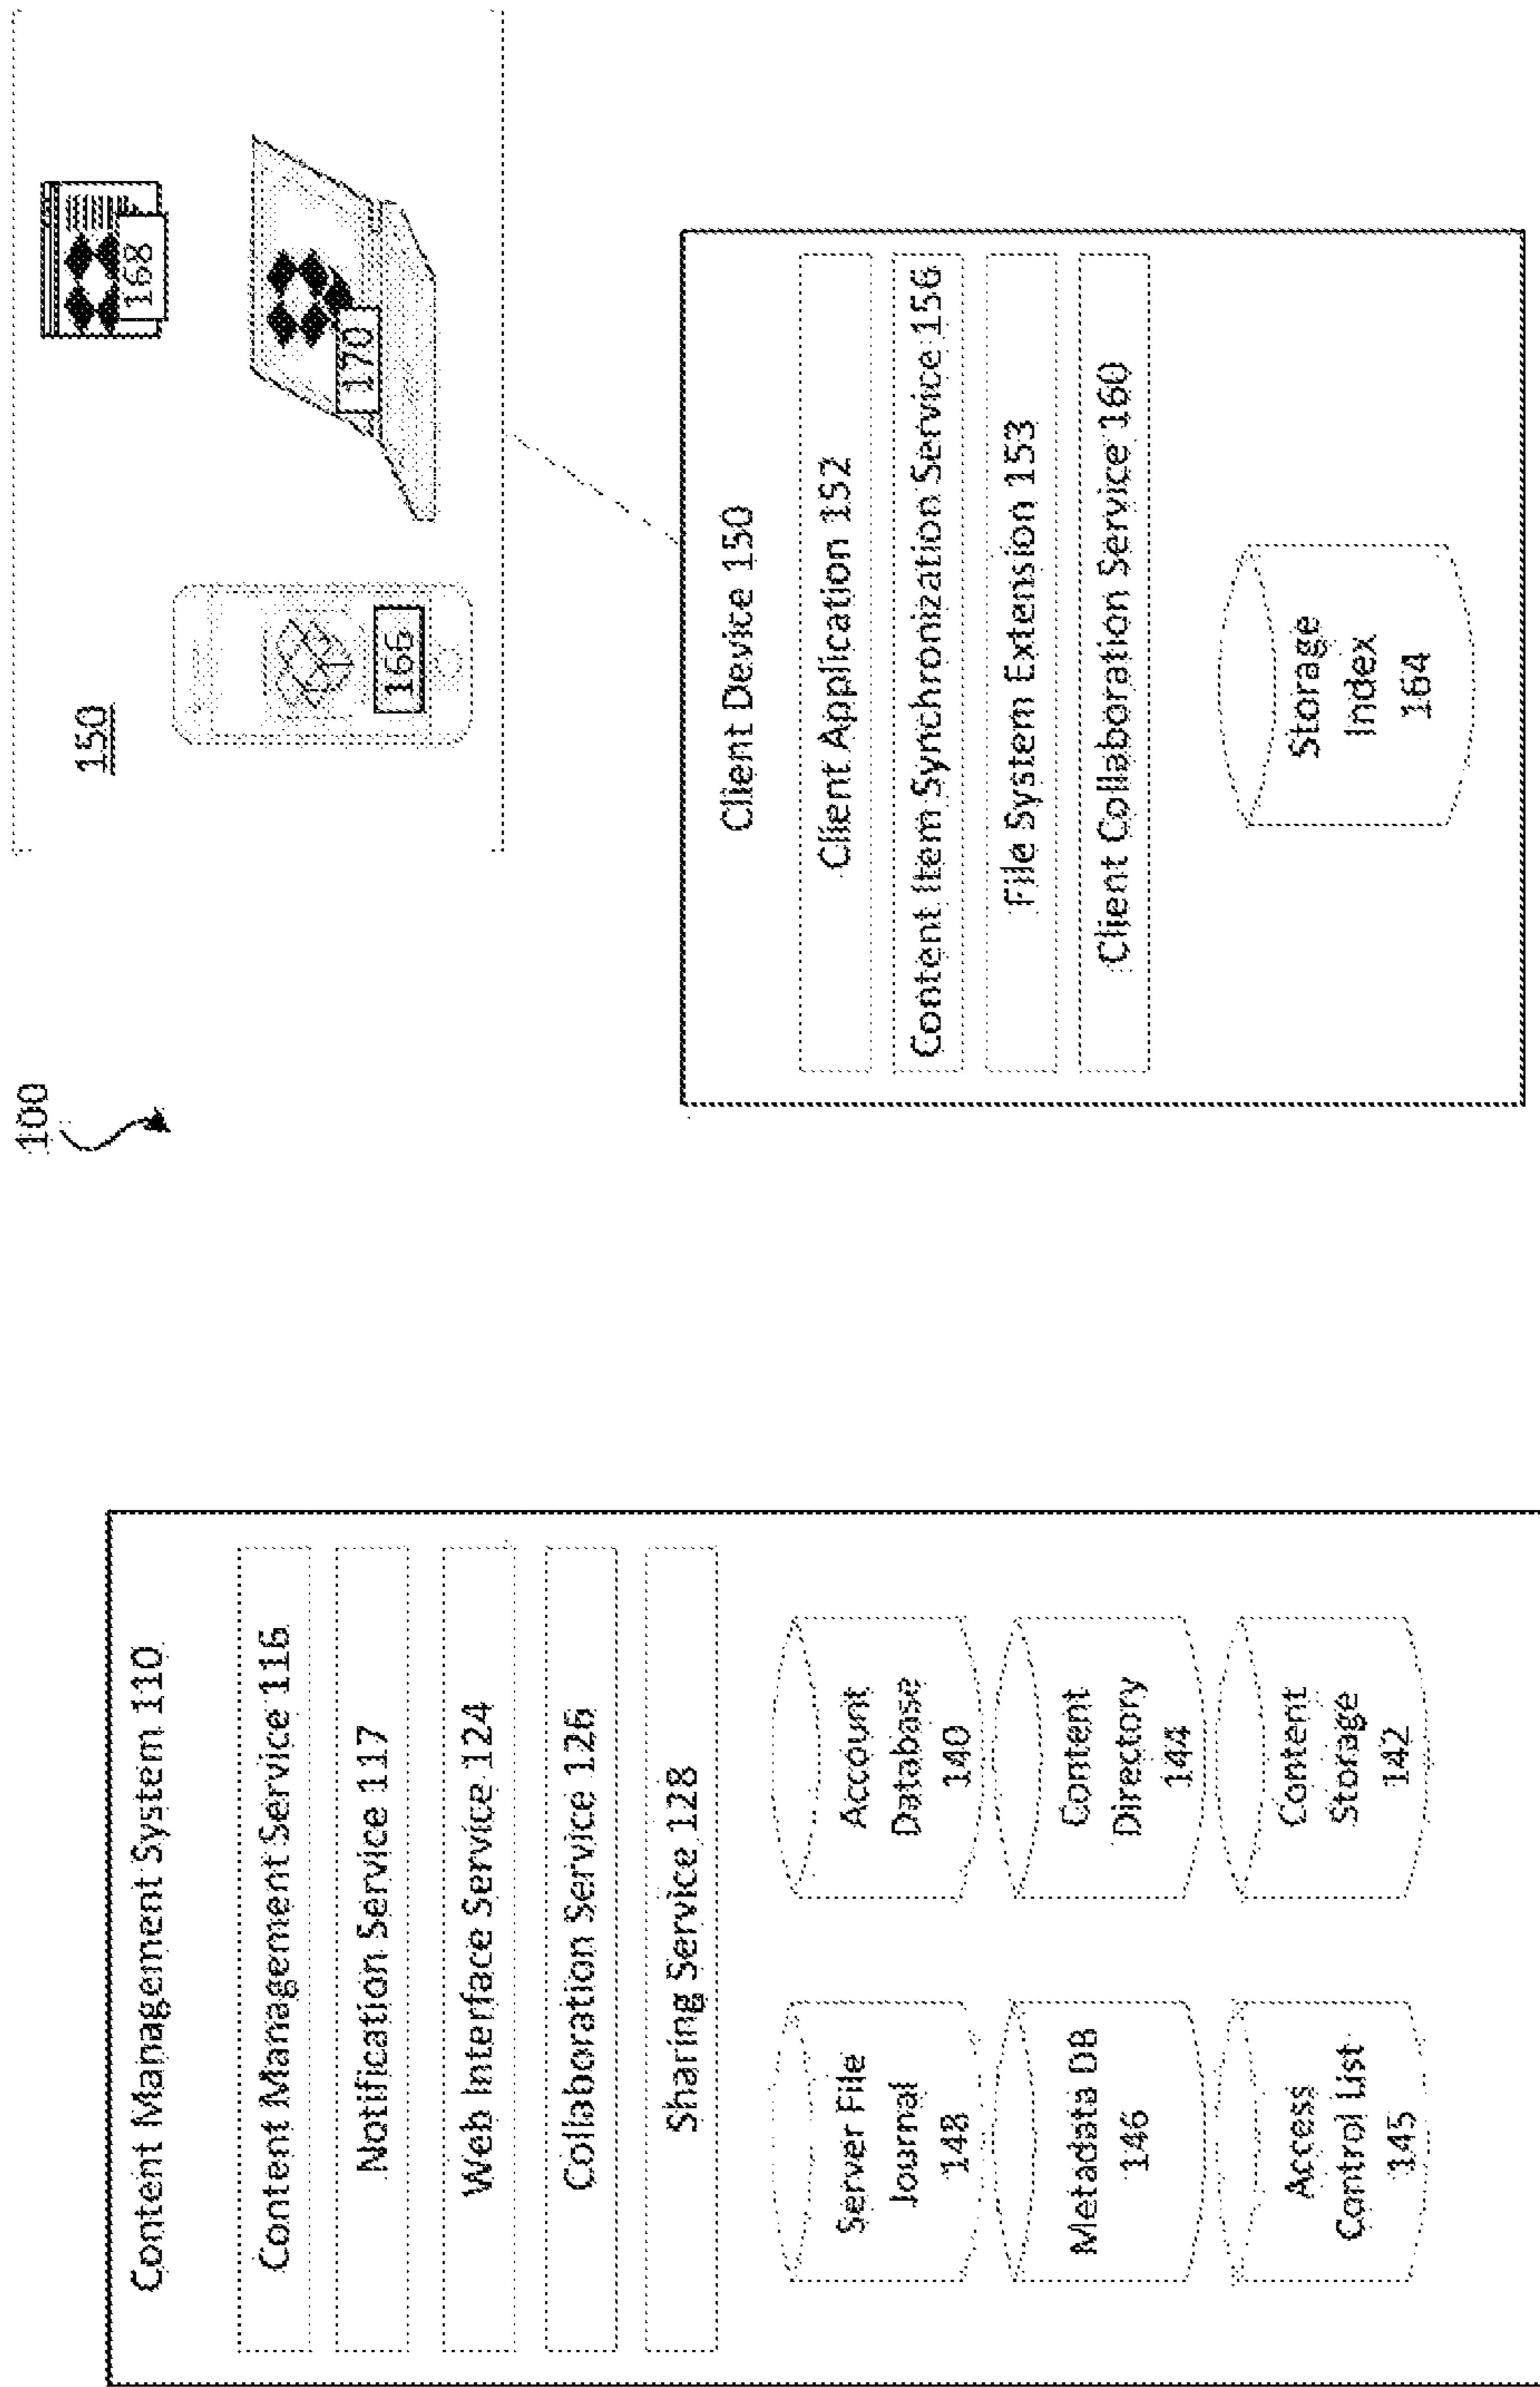 100
Content Management System 110
Content Management Service 116
Notification Service 117
Web Interface Service 124
Collaboration Service 126
Sharing Service 128
Server File
Journal
148
Account
Database
140
Metadata DB
146
Content
Directory
144
Access
Control List
145
Content
Storage
142
150
166
168
170
Client Device 150
Client Application 152
Content Item Synchronization Service 156
File System Extension 153
Client Collaboration Service 160
Storage
Index
164